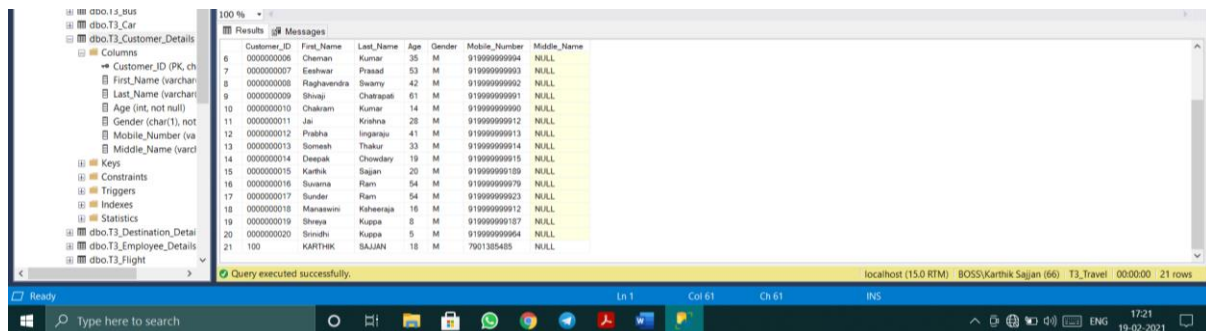 dbo.T3_Bus
dbo.T3_Car
dbo.T3_Customer_Details
Columns
Customer_ID (PK, ch
First_Name (varchar
Last_Name (varchar
Age (int, not null)
Gender (char(1), not
Mobile_Number (va
Middle_Name (varcl
Keys
Constraints
Triggers
Indexes
Statistics
dbo.T3_Destination_Detai
dbo.T3_Employee_Details
dbo.T3_Flight
100 %
Results Messages
Customer_ID First_Name Last_Name Age Gender Mobile_Number Middle_Name
6 0000000006 Cheman Kumar 35 M 919999999994 NULL
7 0000000007 Eeshwar Prasad 53 M 919999999993 NULL
8 0000000008 Raghavendra Swamy 42 M 919999999992 NULL
9 0000000009 Shivaji Chatrapati 61 M 919999999991 NULL
10 0000000010 Chakram Kumar 14 M 919999999990 NULL
11 0000000011 Jai Krishna 28 M 919999999912 NULL
12 0000000012 Prabha lingaraju 41 M 919999999913 NULL
13 0000000013 Somesh Thakur 33 M 919999999914 NULL
14 0000000014 Deepak Chowdary 19 M 919999999915 NULL
15 0000000015 Karthik Sajjan 20 M 919999999189 NULL
16 0000000016 Suvarna Ram 54 M 919999999979 NULL
17 0000000017 Sunder Ram 54 M 919999999923 NULL
18 0000000018 Manaswini Kaheeraja 16 M 919999999912 NULL
19 0000000019 Shreya Kuppa 8 M 919999999187 NULL
20 0000000020 Srinidhi Kuppa 5 M 919999999964 NULL
21 100 KARTHIK SAJJAN 18 M 7901385485 NULL
Query executed successfully. localhost (15.0 RTM) BOSS\Karthik Sajjan (66) T3_Travel 00:00:00 21 rows
Ready Ln 1 Col 61 Ch 61 INS
Type here to search ENG 17:21
19-02-2021